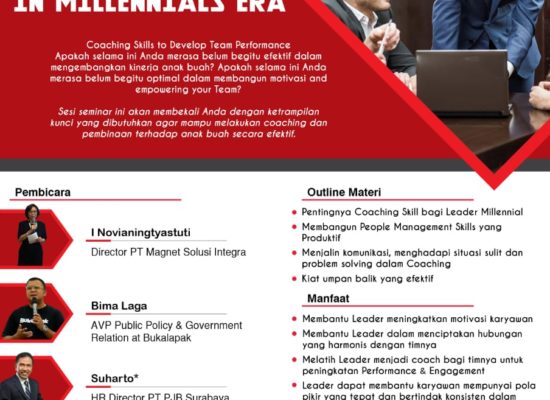 IN MILLENNIALS ERA
Coaching Skills to Develop Team Performance
Apakah selama ini Anda merasa belum begitu efektif dalam
mengembangkan kinerja anak buah? Apakah selama ini Anda
merasa belum begitu optimal dalam membangun motivasi and
empowering your Team?
Sesi seminar ini akan membekali Anda dengan ketrampilan
kunci yang dibutuhkan agar mampu melakukan coaching dan
pembinaan terhadap anak buah secara efektif.
Pembicara
I Novianingtyastuti
Director PT Magnet Solusi Integra
Bima Laga
AVP Public Policy & Government
Relation at Bukalapak
Suharto*
HR Director PT PJB Surabaya
Outline Materi
Pentingnya Coaching Skill bagi Leader Millennial
Membangun People Management Skills yang
Produktif
Menjalin komunikasi, menghadapi situasi sulit dan
problem solving dalam Coaching
Kiat umpan balik yang efektif
Manfaat
Membantu Leader meningkatkan motivasi karyawan
Membantu Leader dalam menciptakan hubungan
yang harmonis dengan timnya
Melatih Leader menjadi coach bagi timnya untuk
peningkatan Performance & Engagement
Leader dapat membantu karyawan mempunyai pola
pikir yang tepat dan bertindak konsisten dalam